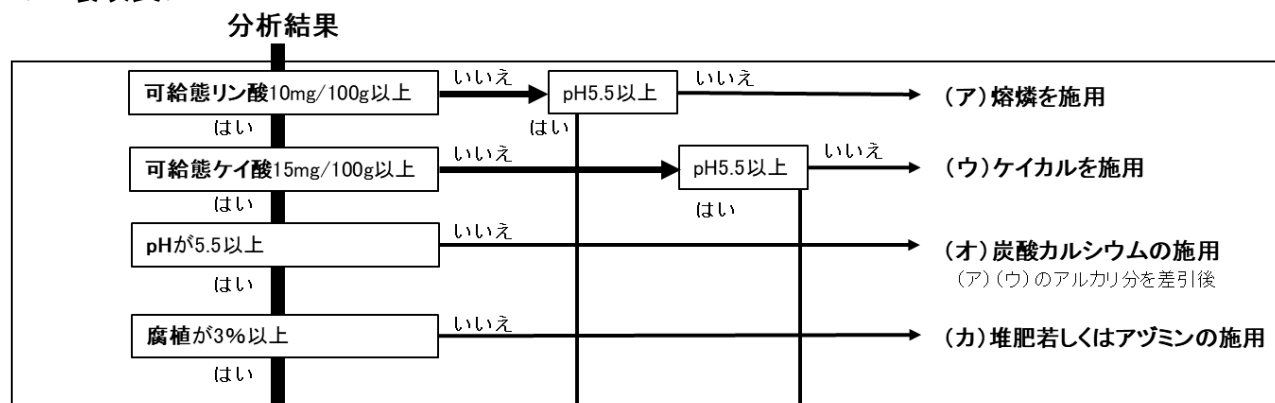 分析結果
可給態リン酸10mg/100g以上
いいえ
pH5.5以上
いいえ
(ア)熔燐を施用
はい
はい
可給態ケイ酸15mg/100g以上
いいえ
pH5.5以上
いいえ
(ウ)ケイカルを施用
はい
はい
pHが5.5以上
いいえ
(オ)炭酸カルシウムの施用
(ア)(ウ)のアルカリ分を差引後
はい
腐植が3%以上
いいえ
(カ)堆肥若しくはアヅミンの施用
はい